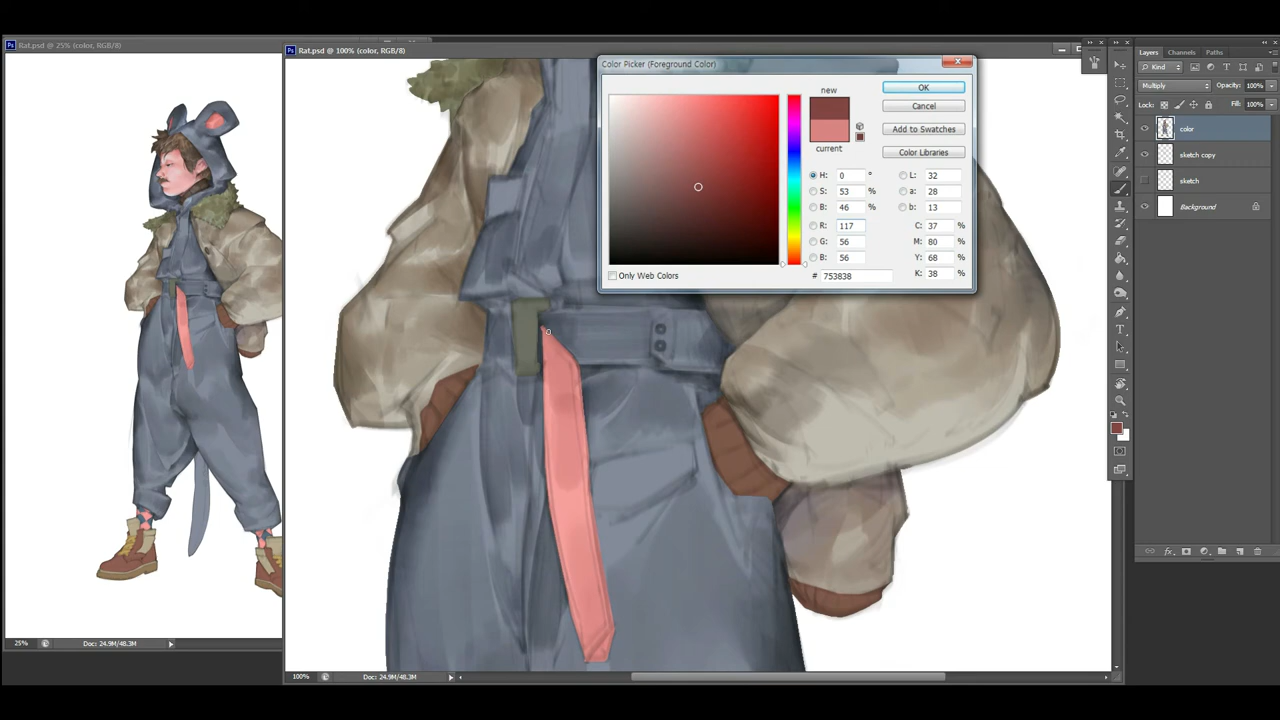 Rat.psd @ 25% (color, RGB/8)
Rat.psd @ 100% (color, RGB/8)
Color Picker (Foreground Color)
new
current
OK
Cancel
Add to Swatches
Color Libraries
H: 0 °
S: 53 %
B: 46 %
R: 117
G: 56
B: 56
L: 32
a: 28
b: 13
C: 37 %
M: 80 %
Y: 68 %
K: 38 %
# 753838
Only Web Colors
Layers Channels Paths
Kind
Multiply Opacity: 100%
Lock: Fill: 100%
color
sketch copy
sketch
Background
fx
25% Doc: 24.9M/48.3M
100% Doc: 24.9M/48.3M